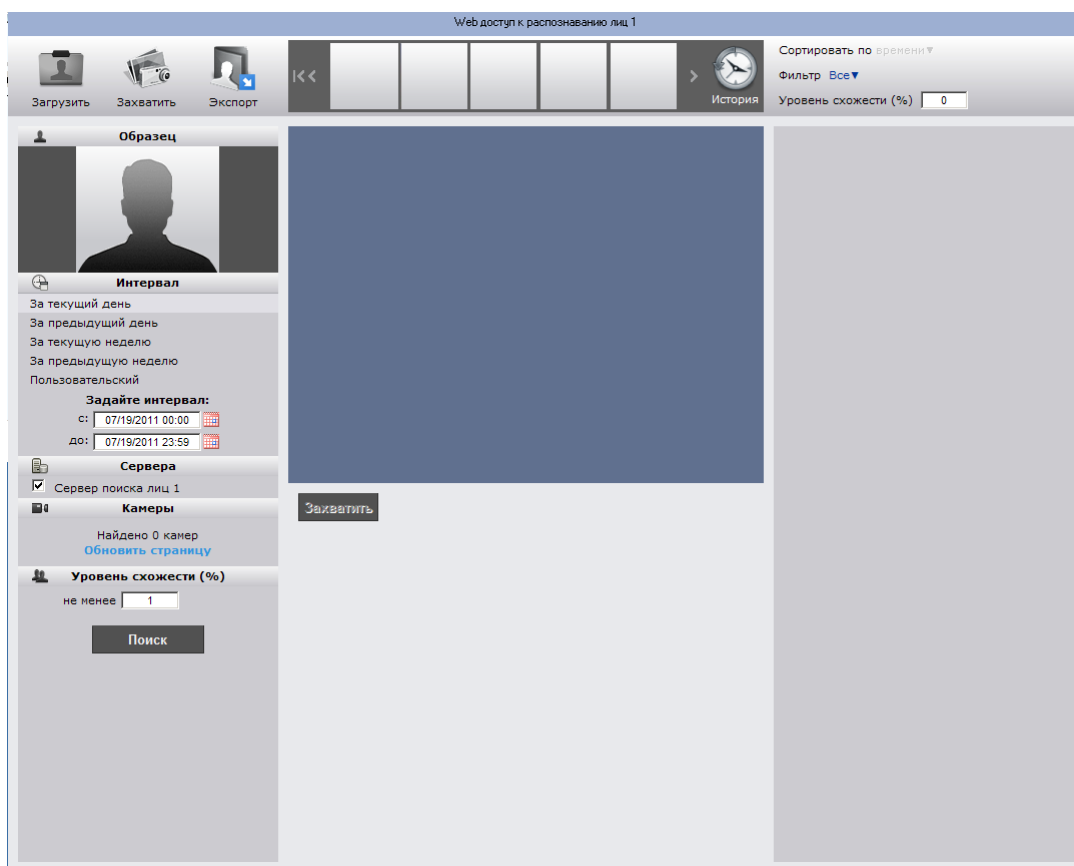 Web доступ к распознаванию лиц 1
Загрузить Захватить Экспорт
История
Сортировать по времени▼
Фильтр Все▼
Уровень схожести (%) 0
Образец
Интервал
За текущий день
За предыдущий день
За текущую неделю
За предыдущую неделю
Пользовательский
Задайте интервал:
с: 07/19/2011 00:00
до: 07/19/2011 23:59
Сервера
Сервер поиска лиц 1
Камеры
Найдено 0 камер
Обновить страницу
Уровень схожести (%)
не менее 1
Поиск
Захватить